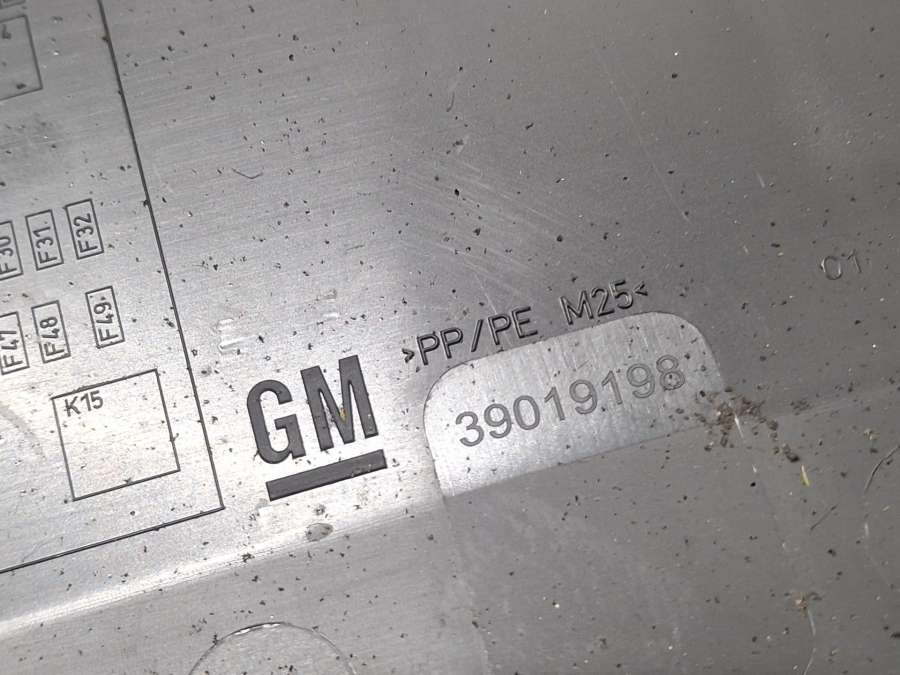 F30 F31 F32
F47 F48 F49
K15
GM
>PP/PE M25<
39019198
01